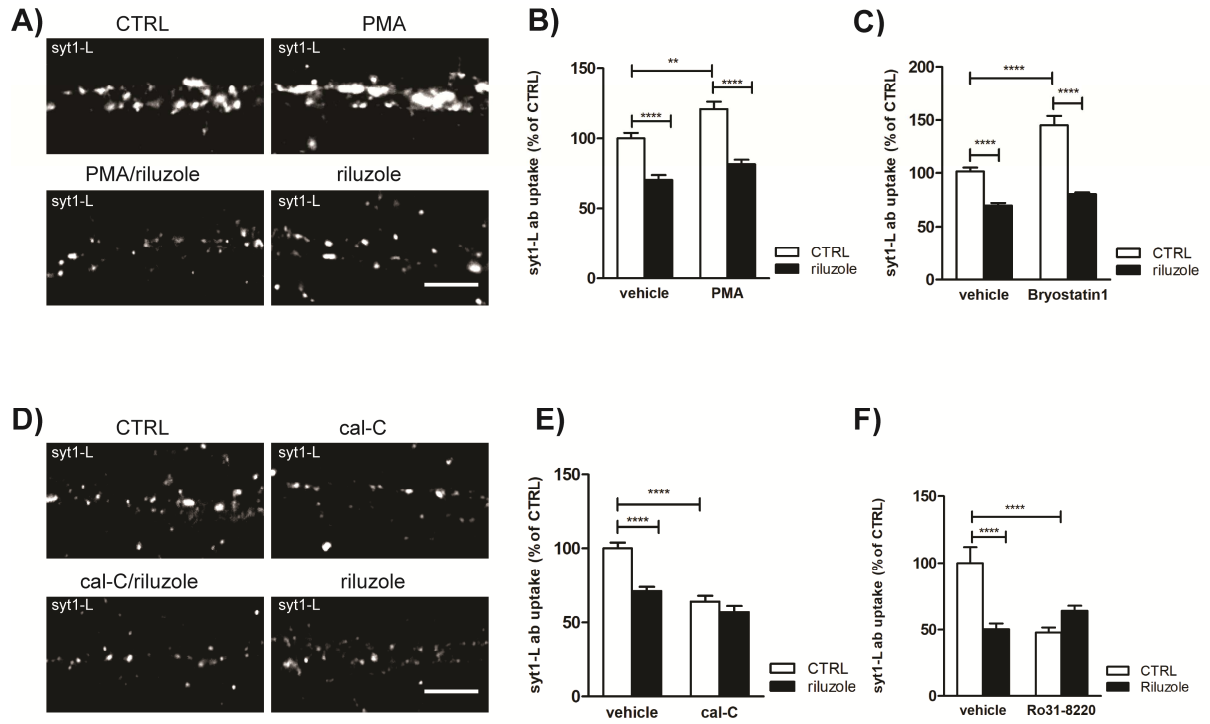 A)
CTRL
PMA
syt1-L
syt1-L
PMA/riluzole
riluzole
syt1-L
syt1-L
B)
syt1-L ab uptake (% of CTRL)
150
100
50
0
**
****
****
vehicle
PMA
CTRL
riluzole
C)
syt1-L ab uptake (% of CTRL)
200
150
100
50
0
****
****
****
vehicle
Bryostatin1
CTRL
riluzole
D)
CTRL
cal-C
syt1-L
syt1-L
cal-C/riluzole
riluzole
syt1-L
syt1-L
E)
syt1-L ab uptake (% of CTRL)
150
100
50
0
****
****
vehicle
cal-C
CTRL
riluzole
F)
syt1-L ab uptake (% of CTRL)
150
100
50
0
****
****
vehicle
Ro31-8220
CTRL
Riluzole